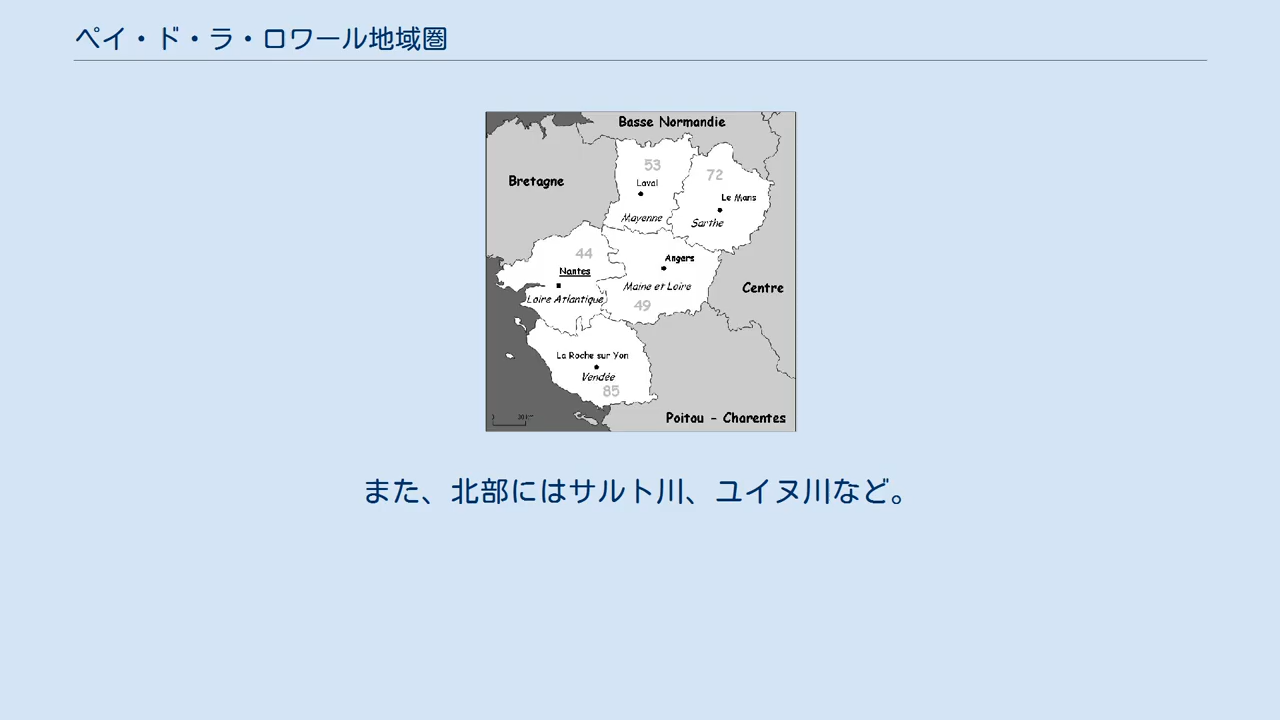 ペイ・ド・ラ・ロワール地域圏
Basse Normandie
53
72
Bretagne
Laval
Le Mans
Mayenne
Sarthe
44
Angers
Nantes
Maine et Loire
Centre
Loire Atlantique
49
La Roche sur Yon
Vendée
85
Poitou - Charentes
また、北部にはサルト川、ユイヌ川など。